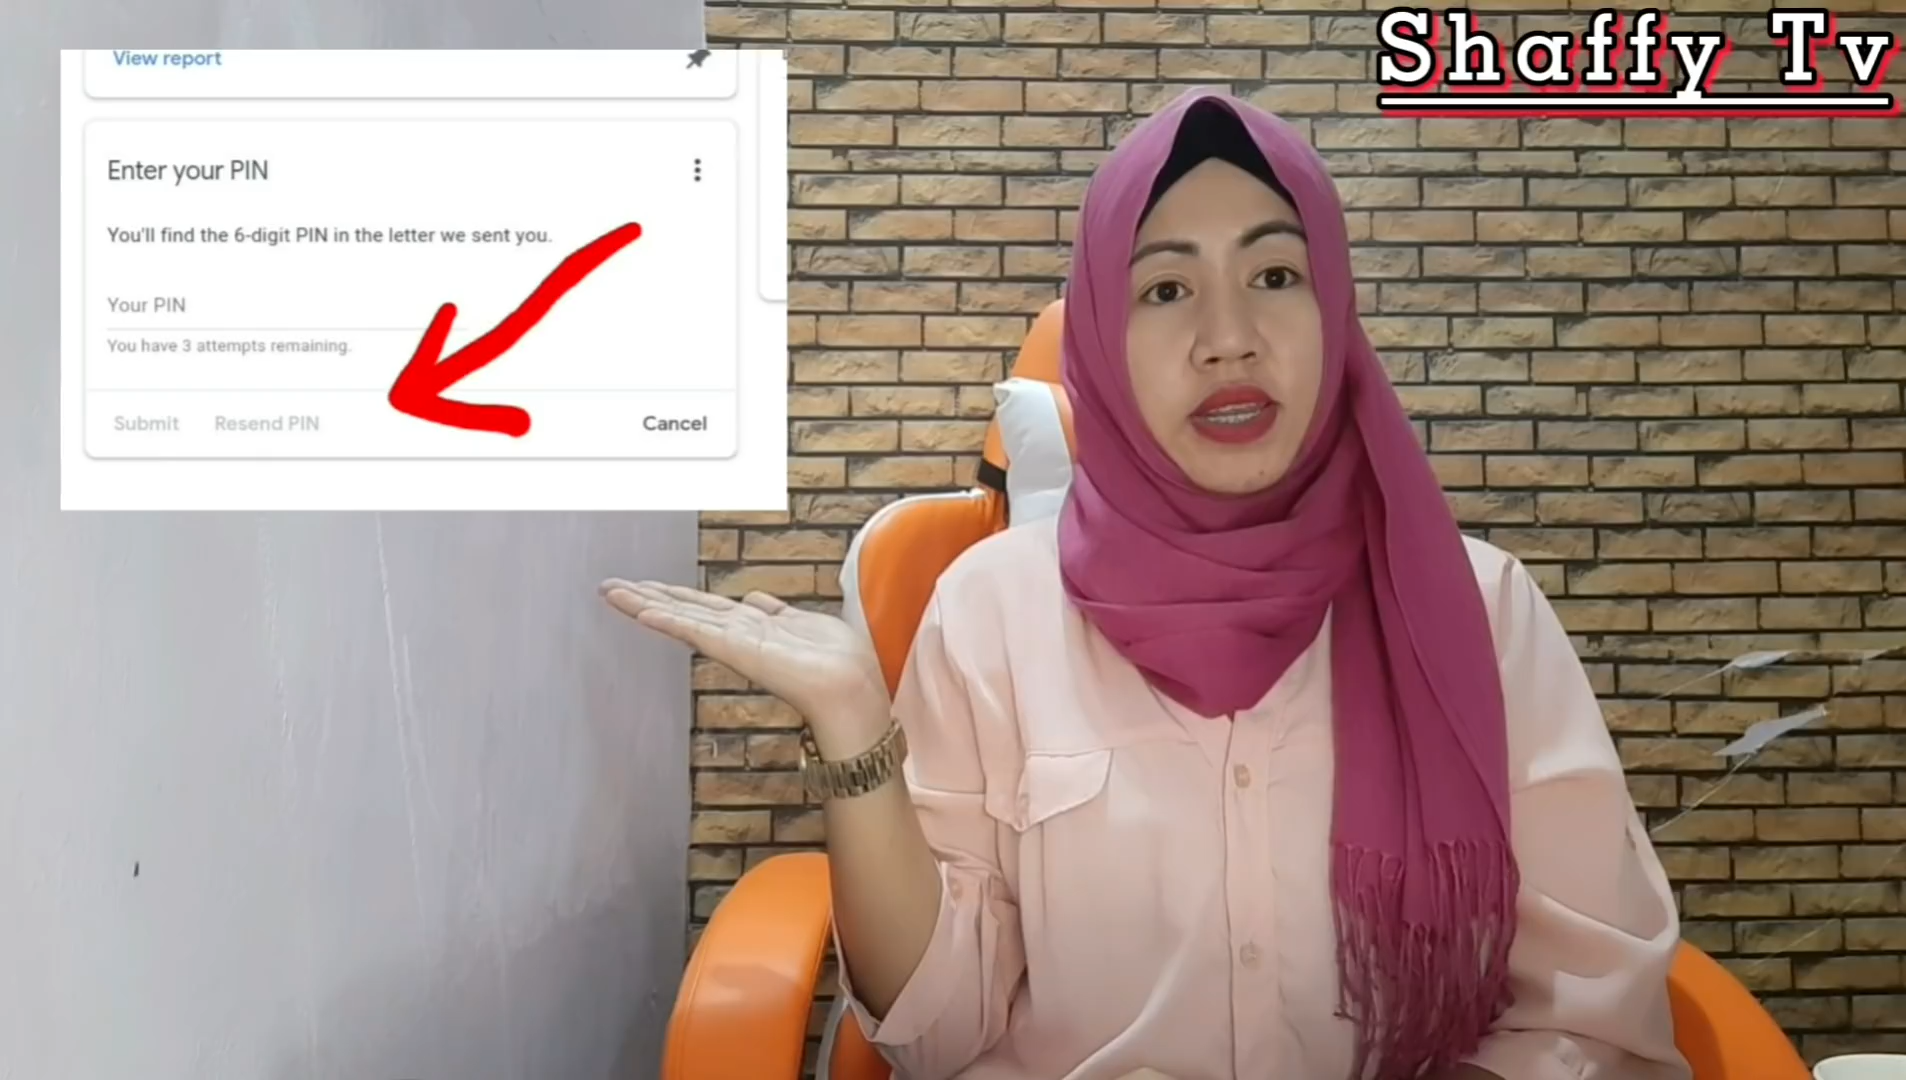 Shaffy Tv
View report
Enter your PIN
You'll find the 6-digit PIN in the letter we sent you.
Your PIN
You have 3 attempts remaining.
Submit Resend PIN Cancel